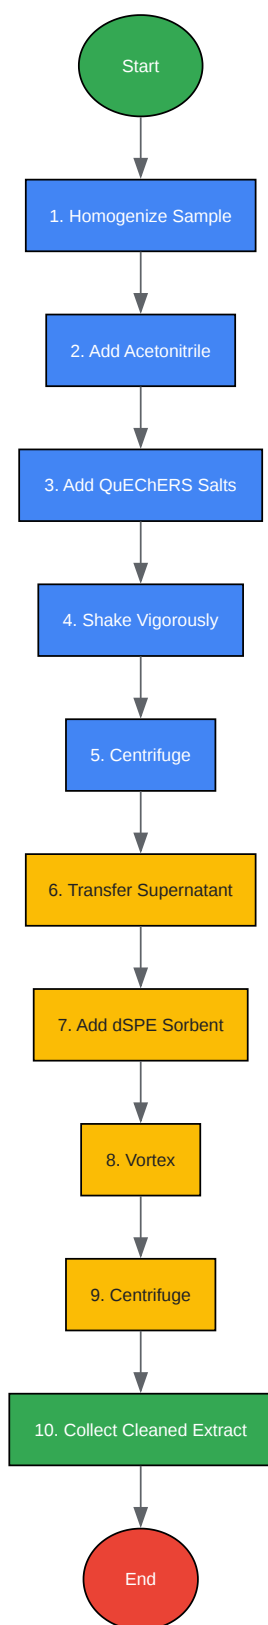 Start
1. Homogenize Sample
2. Add Acetonitrile
3. Add QuEChERS Salts
4. Shake Vigorously
5. Centrifuge
6. Transfer Supernatant
7. Add dSPE Sorbent
8. Vortex
9. Centrifuge
10. Collect Cleaned Extract
End